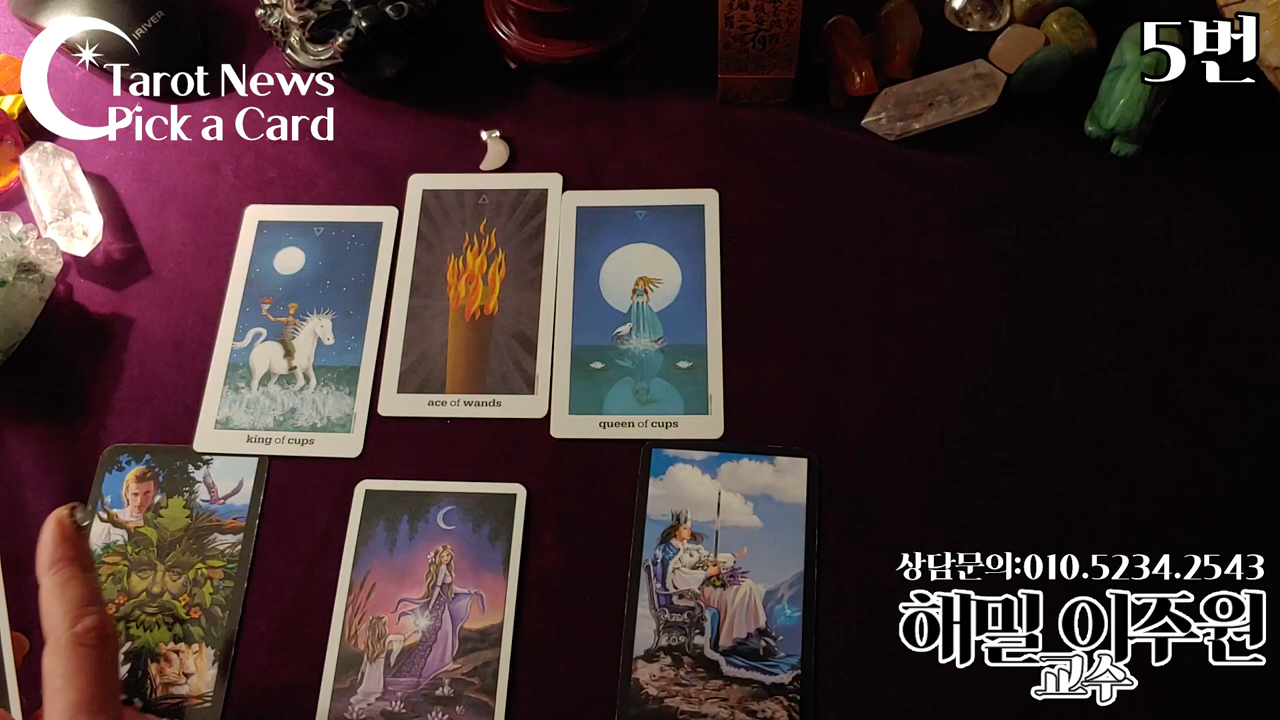 IRIVER
Tarot News
Pick a Card
5번
king of cups
ace of wands
queen of cups
상담문의:010.5234.2543
해밀 이주원
교수